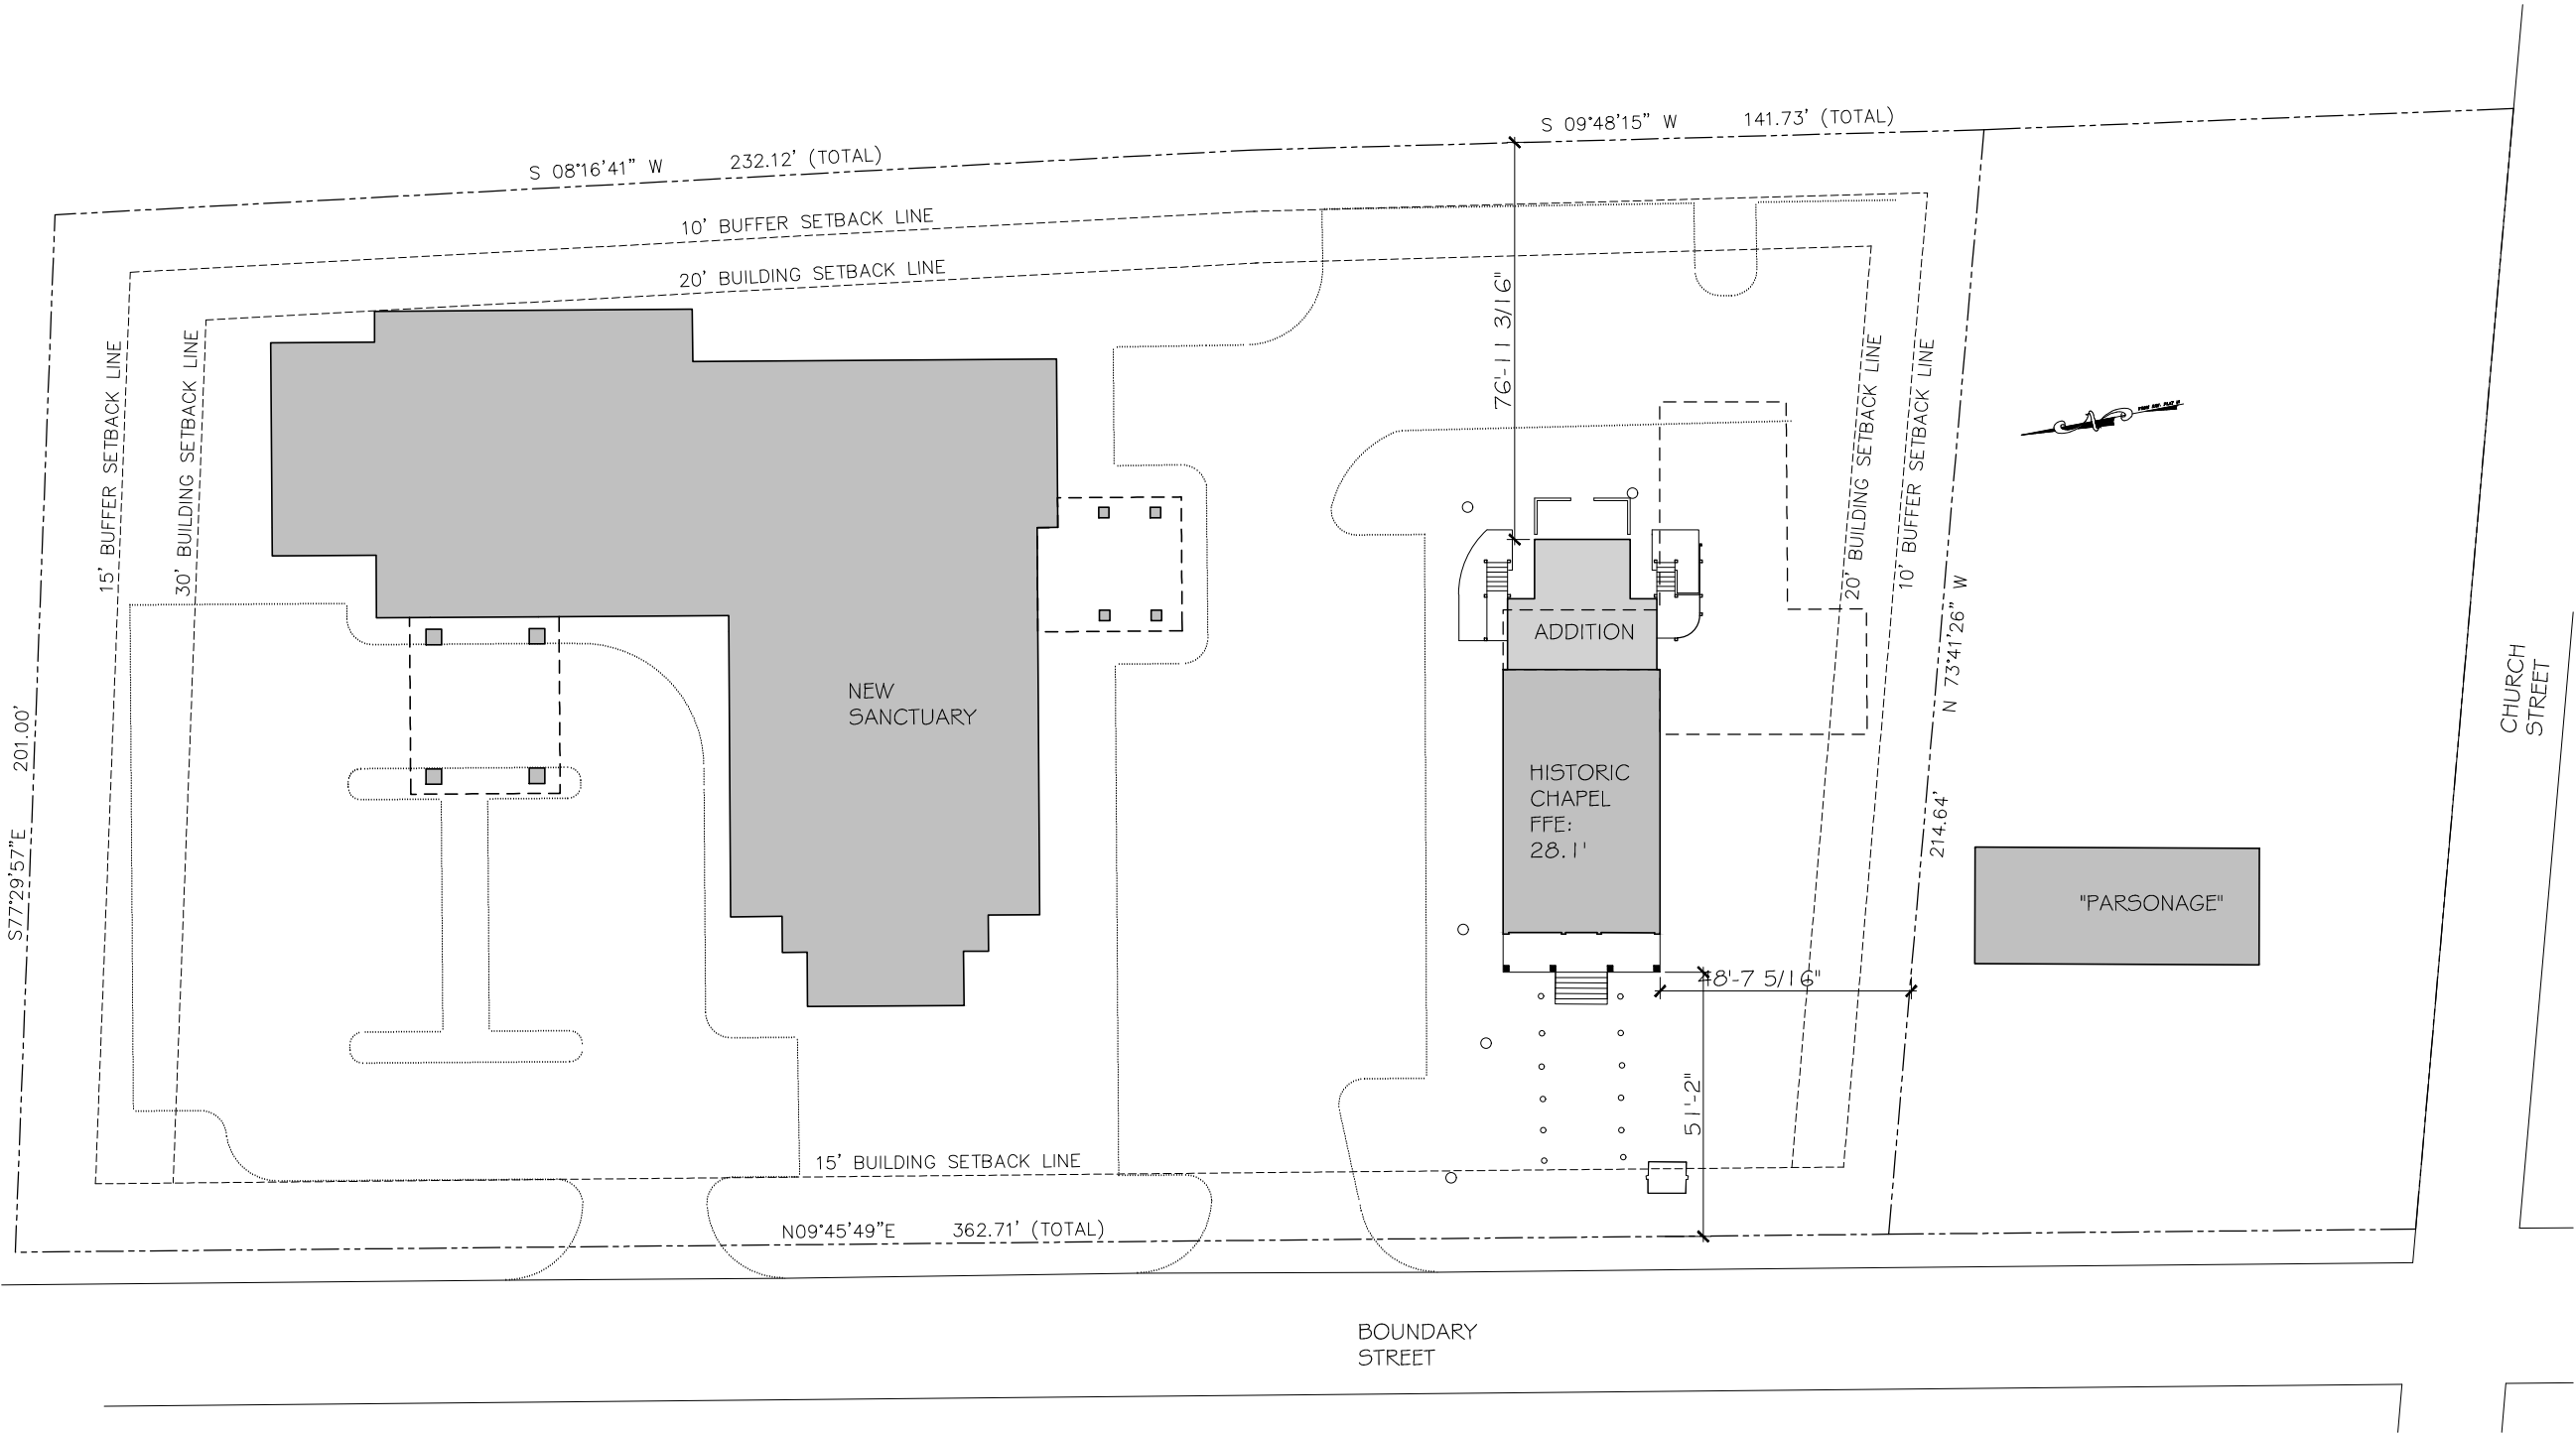 S 09°48'15" W 141.73' (TOTAL)
S 08°16'41" W 232.12' (TOTAL)
10' BUFFER SETBACK LINE
20' BUILDING SETBACK LINE
76'-11 3/16"
15' BUFFER SETBACK LINE
30' BUILDING SETBACK LINE
20' BUILDING SETBACK LINE
10' BUFFER SETBACK LINE
N 73°41'26" W
214.64'
S77°29'57"E 201.00'
ADDITION
NEW
SANCTUARY
HISTORIC
CHAPEL
FFE:
28.1'
CHURCH
STREET
"PARSONAGE"
48'-7 5/16"
51'-2"
15' BUILDING SETBACK LINE
N09°45'49"E 362.71' (TOTAL)
BOUNDARY
STREET